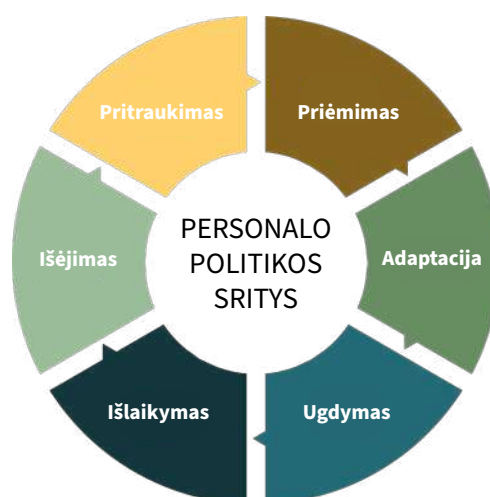 Pritraukimas
Priėmimas
Adaptacija
Ugdymas
Išlaikymas
Išėjimas
PERSONALO
POLITIKOS
SRITYS